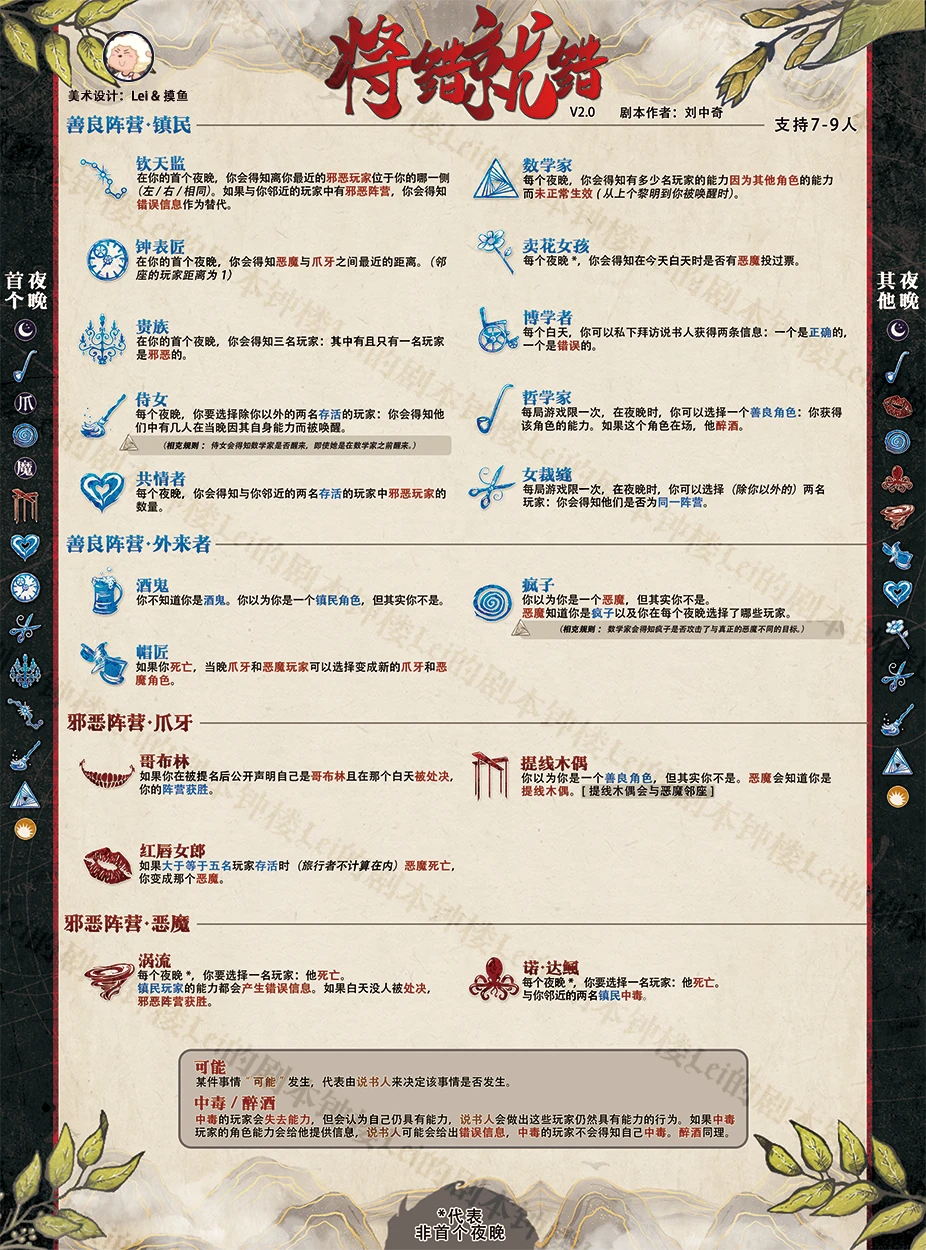 将错就错
美术设计：Lei & 摸鱼
V2.0
剧本作者：刘中奇
善良阵营·镇民
支持7-9人
钦天监
在你的首个夜晚，你会得知离你最近的邪恶玩家位于你的哪一侧
（左 / 右 / 相同）。如果与你邻近的玩家中有邪恶阵营，你会得知
错误信息作为替代。
数学家
每个夜晚，你会得知有多少名玩家的能力因为其他角色的能力
而未正常生效（从上个黎明到你被唤醒时）。
钟表匠
在你的首个夜晚，你会得知恶魔与爪牙之间最近的距离。（邻
座的玩家距离为 1）
卖花女孩
每个夜晚 *，你会得知在今天白天时是否有恶魔投过票。
贵族
在你的首个夜晚，你会得知三名玩家：其中有且只有一名玩家
是邪恶的。
博学者
每个白天，你可以私下拜访说书人获得两条信息：一个是正确的，
一个是错误的。
侍女
每个夜晚，你要选择除你以外的两名存活的玩家：你会得知他
们中有几人在当晚因其自身能力而被唤醒。
（相克规则：侍女会得知数学家是否醒来，即使她是在数学家之前醒来。）
哲学家
每局游戏限一次，在夜晚时，你可以选择一个善良角色：你获得
该角色的能力。如果这个角色在场，他醉酒。
共情者
每个夜晚，你会得知与你邻近的两名存活的玩家中邪恶玩家的
数量。
女裁缝
每局游戏限一次，在夜晚时，你可以选择（除你以外的）两名
玩家：你会得知他们是否为同一阵营。
善良阵营·外来者
酒鬼
你不知道你是酒鬼。你以为你是一个镇民角色，但其实你不是。
疯子
你以为你是一个恶魔，但其实你不是。
恶魔知道你是疯子以及你在每个夜晚选择了哪些玩家。
（相克规则：数学家会得知疯子是否攻击了与真正的恶魔不同的目标。）
帽匠
如果你死亡，当晚爪牙和恶魔玩家可以选择变成新的爪牙和恶
魔角色。
邪恶阵营·爪牙
哥布林
如果你在被提名后公开声明自己是哥布林且在那个白天被处决，
你的阵营获胜。
提线木偶
你以为你是一个善良角色，但其实你不是。恶魔会知道你是
提线木偶。[ 提线木偶会与恶魔邻座 ]
红唇女郎
如果大于等于五名玩家存活时（旅行者不计算在内）恶魔死亡，
你变成那个恶魔。
邪恶阵营·恶魔
涡流
每个夜晚 *，你要选择一名玩家：他死亡。
镇民玩家的能力都会产生错误信息。如果白天没人被处决，
邪恶阵营获胜。
诺·达鲺
每个夜晚 *，你要选择一名玩家：他死亡。
与你邻近的两名镇民中毒。
可能
某件事情“可能”发生，代表由说书人来决定该事情是否发生。
中毒 / 醉酒
中毒的玩家会失去能力，但会认为自己仍具有能力，说书人会做出这些玩家仍然具有能力的行为。如果中毒
玩家的角色能力会给他提供信息，说书人可能会给出错误信息，中毒的玩家不会得知自己中毒。醉酒同理。
*代表
非首个夜晚
首个夜晚
爪
魔
其他夜晚